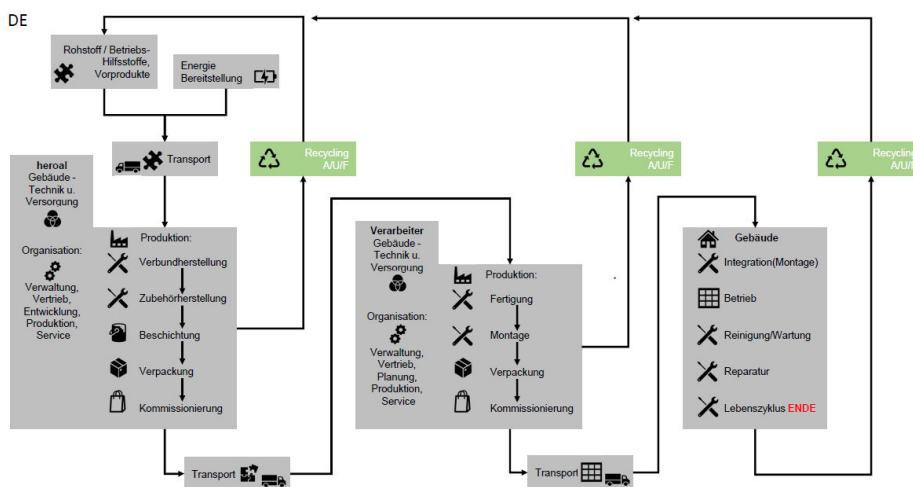 DE
Rohstoff / Betriebs-
Hilfsstoffe,
Vorprodukte
Energie
Bereitstellung
Transport
Recycling
A/U/F
Recycling
A/U/F
Recycling
A/U/F
heroal
Gebäude -
Technik u.
Versorgung
Organisation:
Verwaltung,
Vertrieb,
Entwicklung,
Produktion,
Service
Produktion:
Verbundherstellung
Zubehörherstellung
Beschichtung
Verpackung
Kommissionierung
Transport
Verarbeiter
Gebäude -
Technik u.
Versorgung
Organisation:
Verwaltung,
Vertrieb,
Planung,
Produktion,
Service
Produktion:
Fertigung
Montage
Verpackung
Kommissionierung
Transport
Gebäude
Integration(Montage)
Betrieb
Reinigung/Wartung
Reparatur
Lebenszyklus ENDE